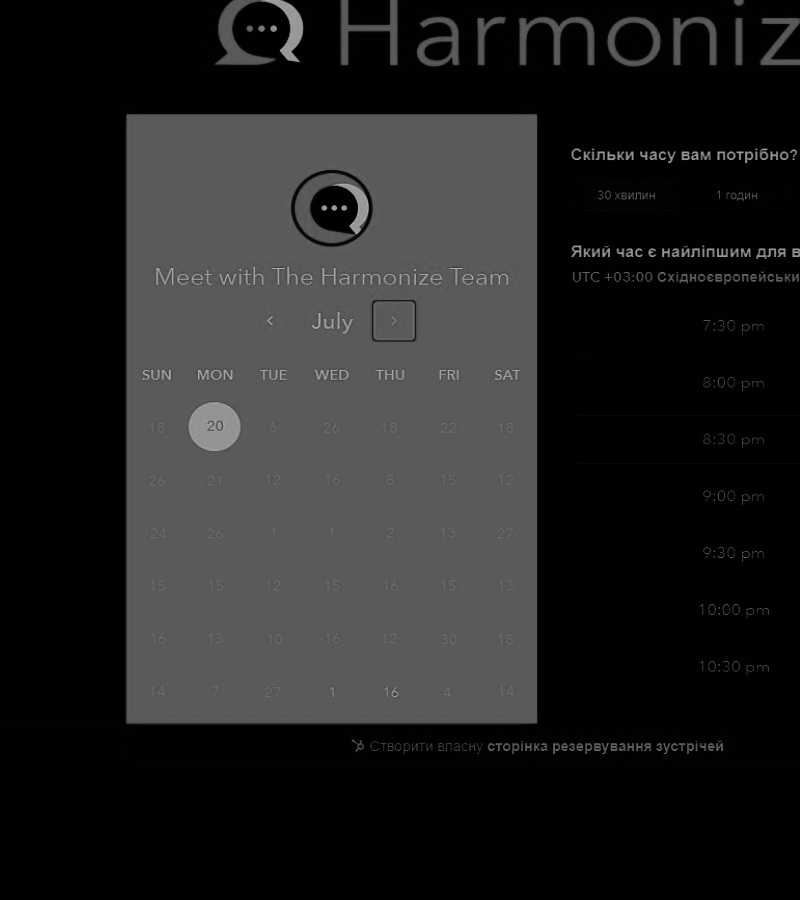 Harmoniz
Meet with The Harmonize Team
July
SUN MON TUE WED THU FRI SAT
18 20 6 26 18 22 18
26 21 12 16 8 15 12
24 26 1 1 2 13 27
15 15 12 15 16 15 13
16 13 10 16 12 30 18
14 7 27 1 16 4 14
Скільки часу вам потрібно?
30 хвилин 1 годин
Який час є найліпшим для в
UTC +03:00 Східноєвропейськи
7:30 pm
8:00 pm
8:30 pm
9:00 pm
9:30 pm
10:00 pm
10:30 pm
Створити власну сторінка резервування зустрічей